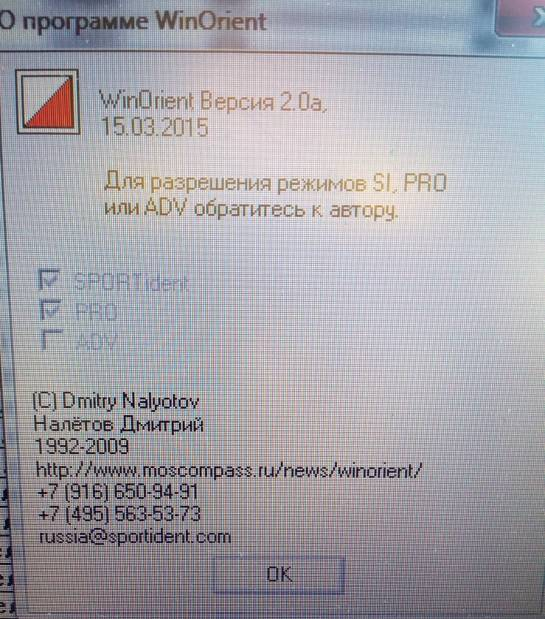 О программе WinOrient
WinOrient Версия 2.0a,
15.03.2015
Для разрешения режимов SI, PRO
или ADV обратитесь к автору.
SPORTident
PRO
ADV
(C) Dmitry Nalyotov
Налётов Дмитрий
1992-2009
http://www.moscompass.ru/news/winorient/
+7 (916) 650-94-91
+7 (495) 563-53-73
russia@sportident.com
OK